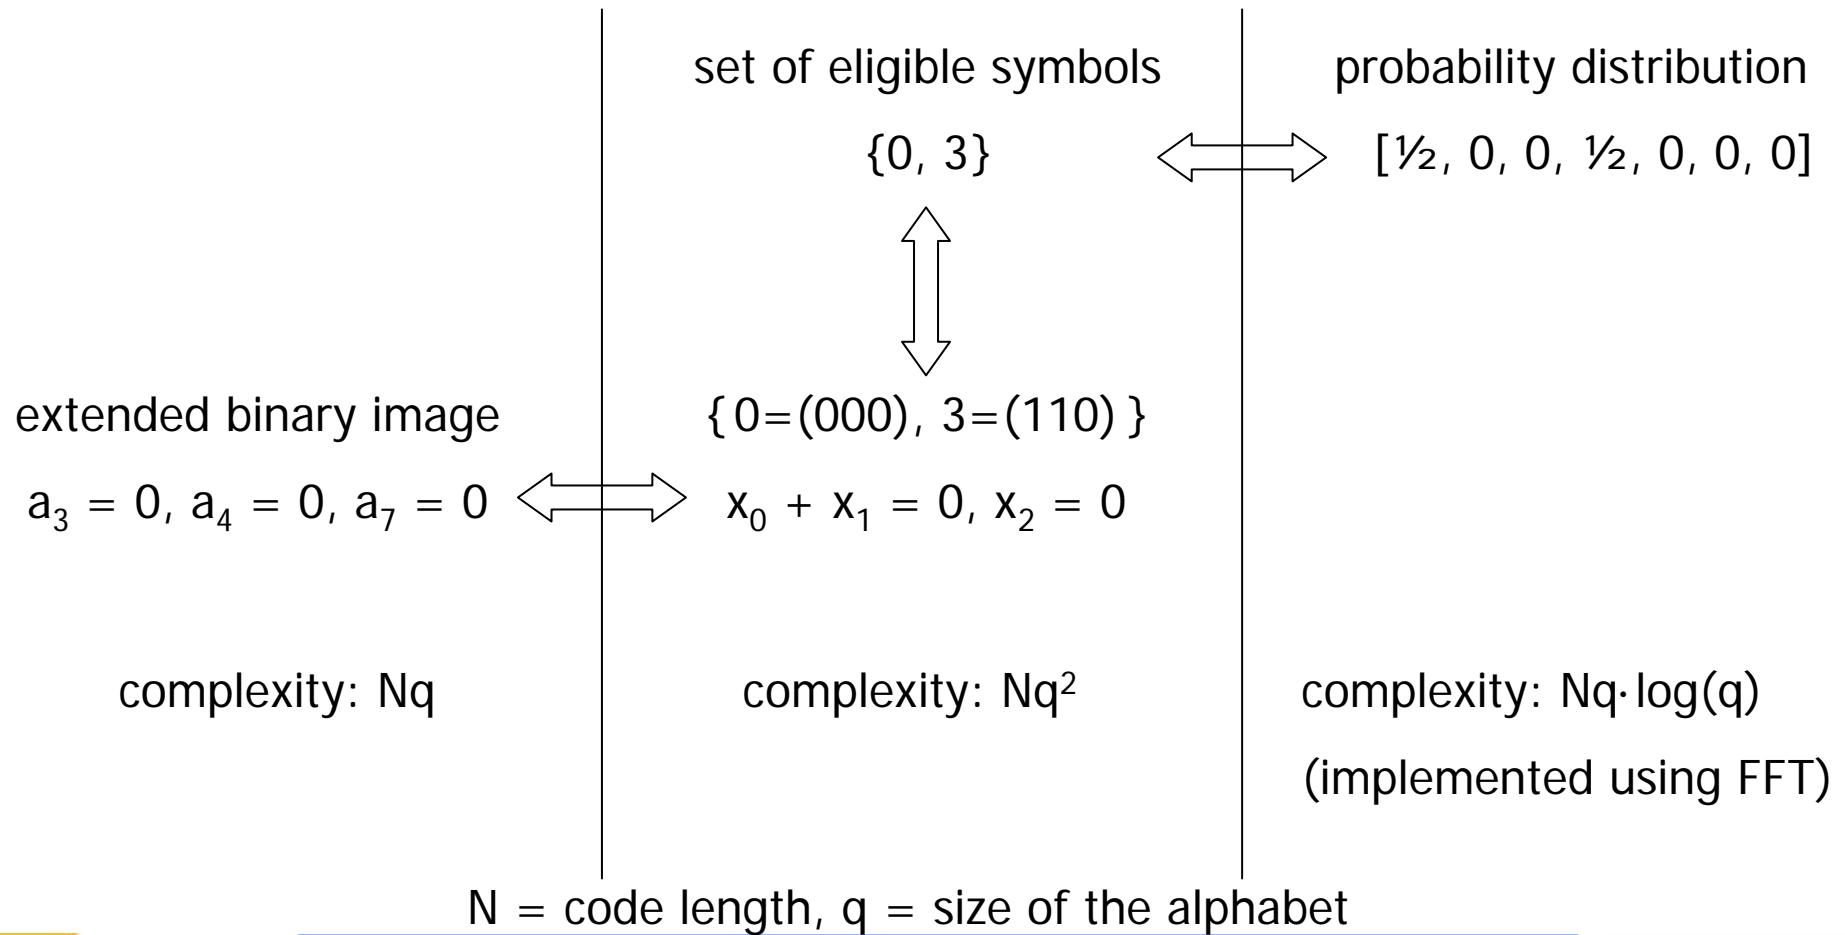 set of eligible symbols
probability distribution
{0, 3}
[½, 0, 0, ½, 0, 0, 0]
extended binary image
{ 0=(000), 3=(110) }
a₃ = 0, a₄ = 0, a₇ = 0
x₀ + x₁ = 0, x₂ = 0
complexity: Nq
complexity: Nq²
complexity: Nq·log(q)
(implemented using FFT)
N = code length, q = size of the alphabet